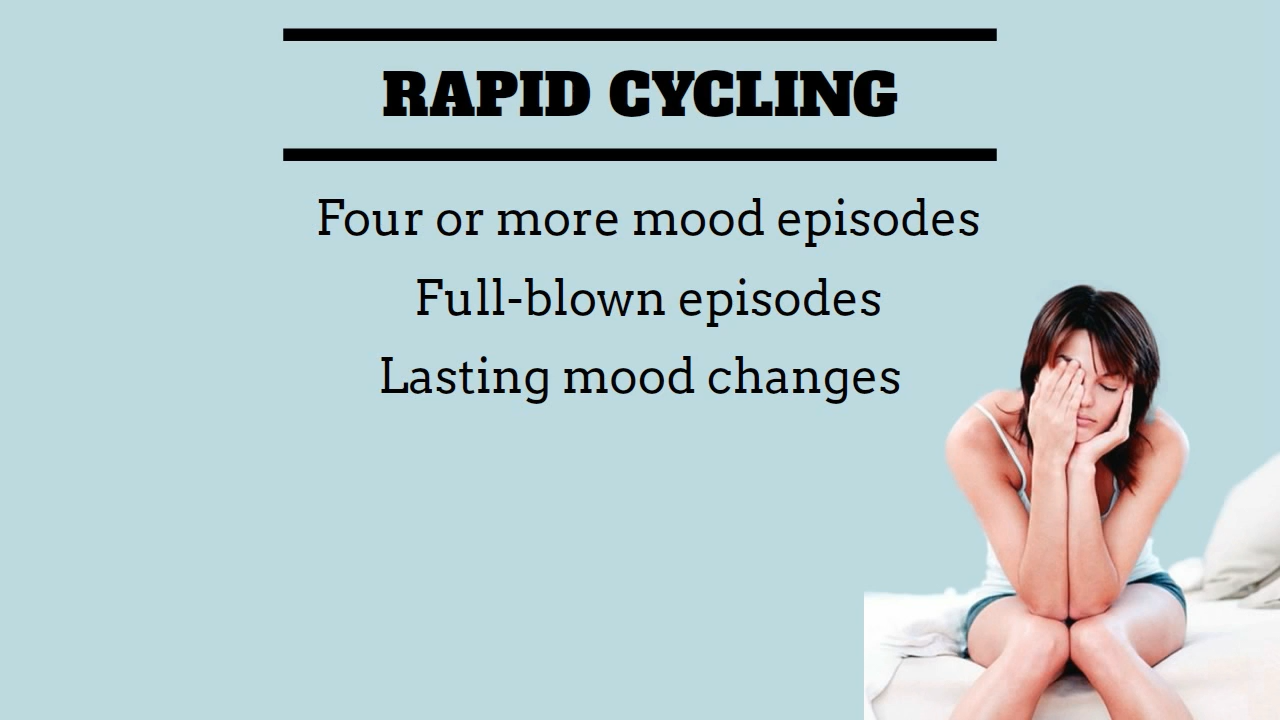 RAPID CYCLING
Four or more mood episodes
Full-blown episodes
Lasting mood changes